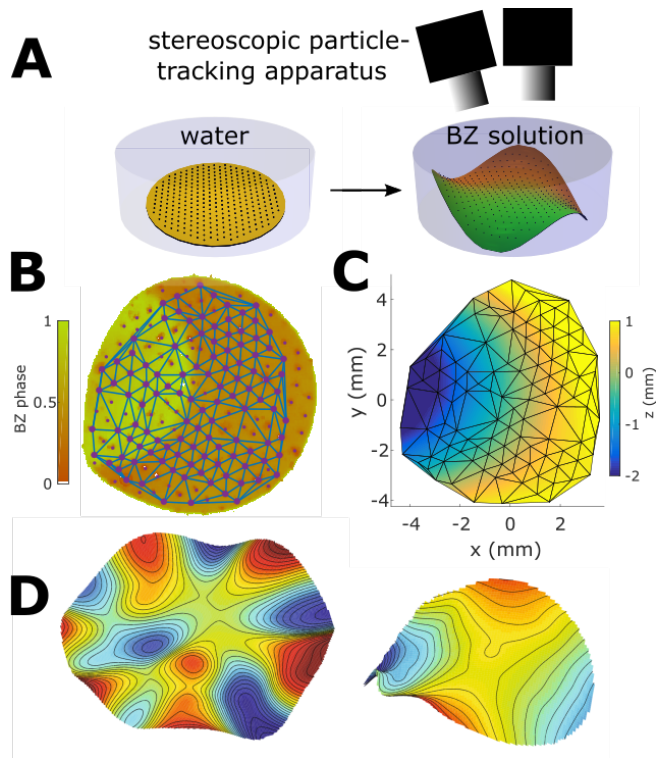 A
stereoscopic particle-
tracking apparatus
water
BZ solution
B
C
1
0.5
0
BZ phase
4
2
0
-2
-4
y (mm)
-4
-2
0
2
x (mm)
1
0
-1
-2
z (mm)
D